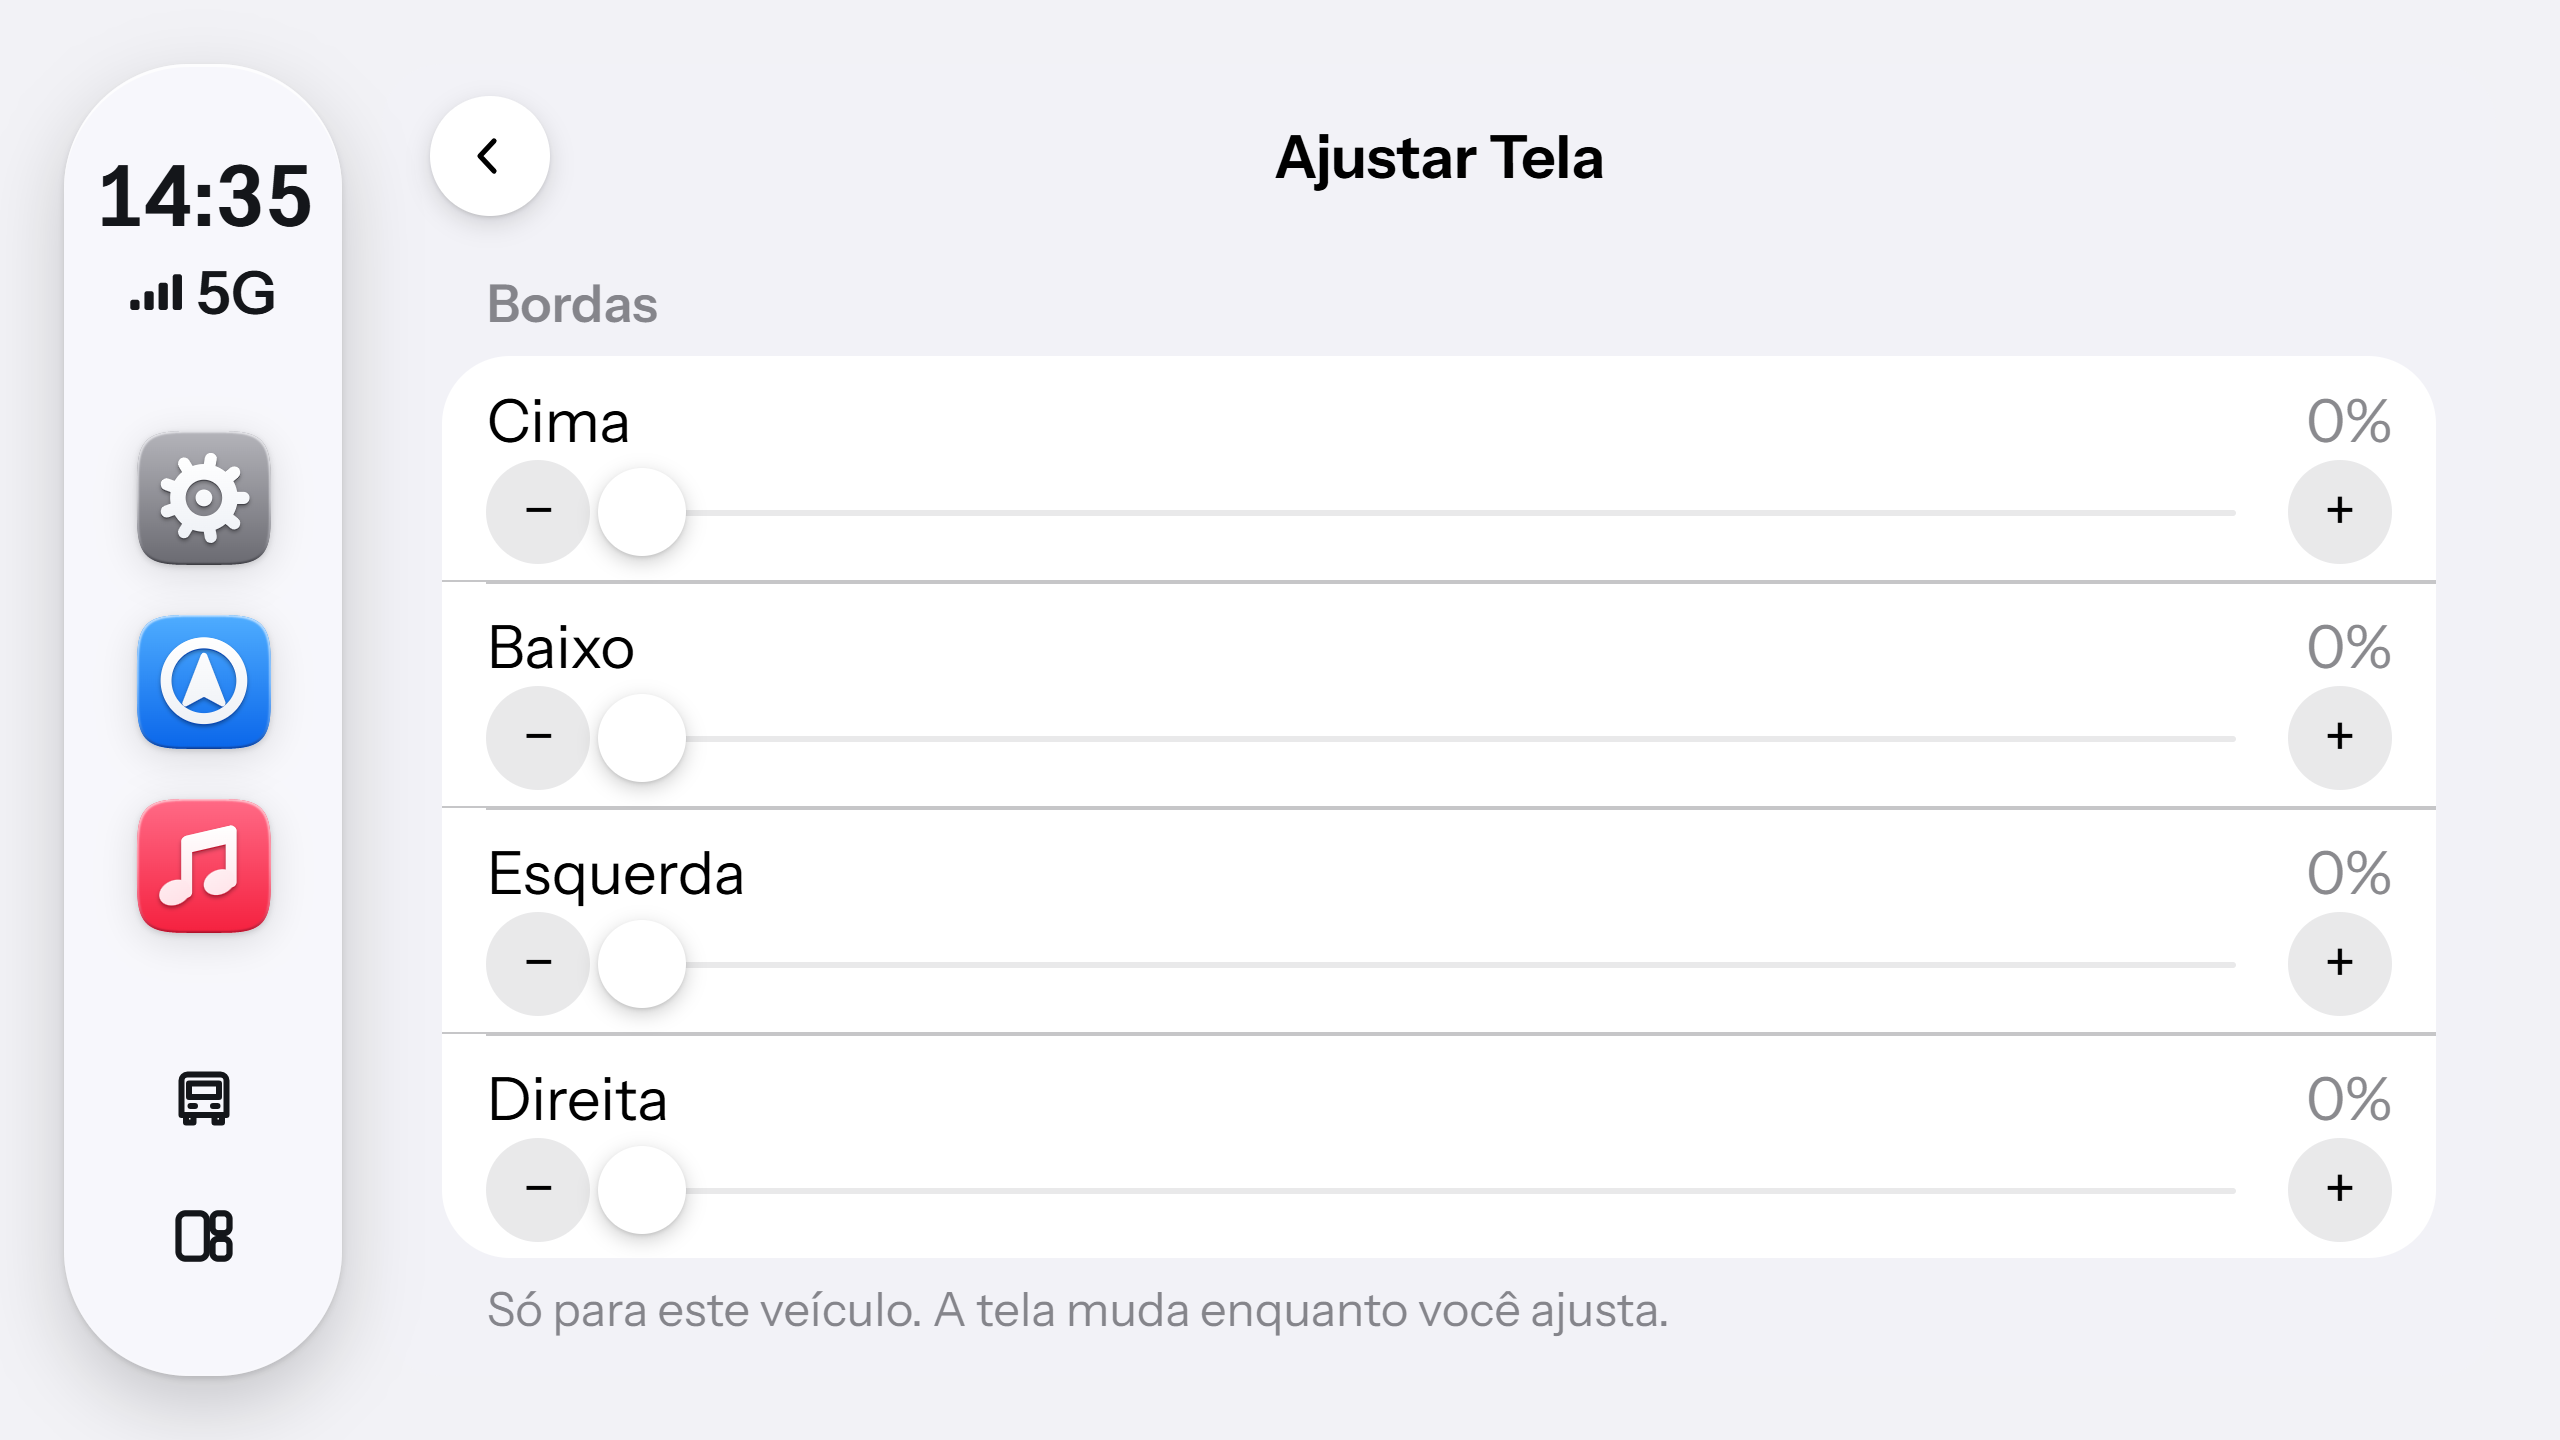 14:35
5G
Ajustar Tela
Bordas
Cima 0%
− +
Baixo 0%
− +
Esquerda 0%
− +
Direita 0%
− +
Só para este veículo. A tela muda enquanto você ajusta.